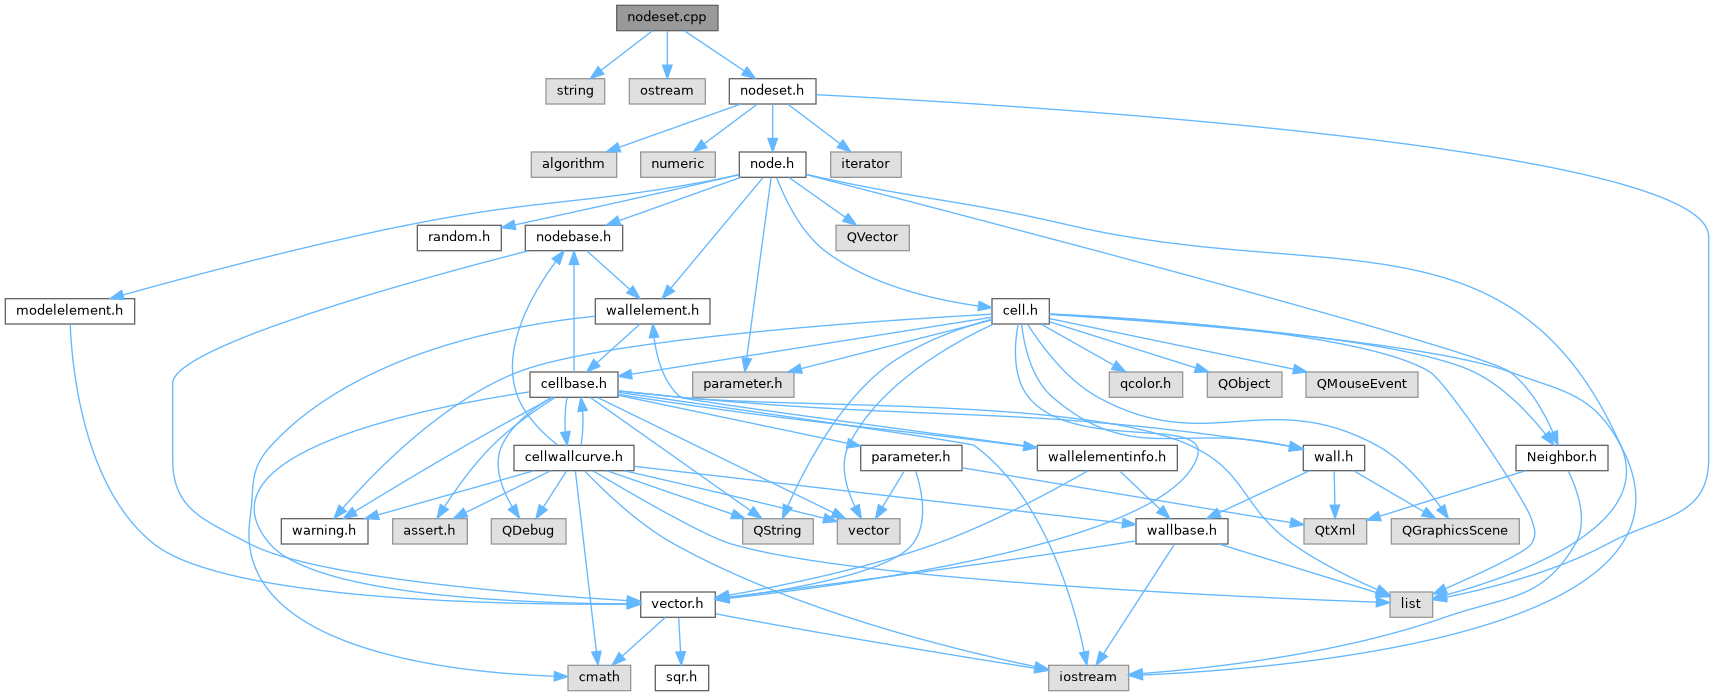 nodeset.cpp
string
ostream
nodeset.h
algorithm
numeric
node.h
iterator
random.h
nodebase.h
QVector
modelelement.h
wallelement.h
cell.h
cellbase.h
parameter.h
qcolor.h
QObject
QMouseEvent
cellwallcurve.h
parameter.h
wallelementinfo.h
wall.h
Neighbor.h
warning.h
assert.h
QDebug
QString
vector
wallbase.h
QtXml
QGraphicsScene
vector.h
list
cmath
sqr.h
iostream